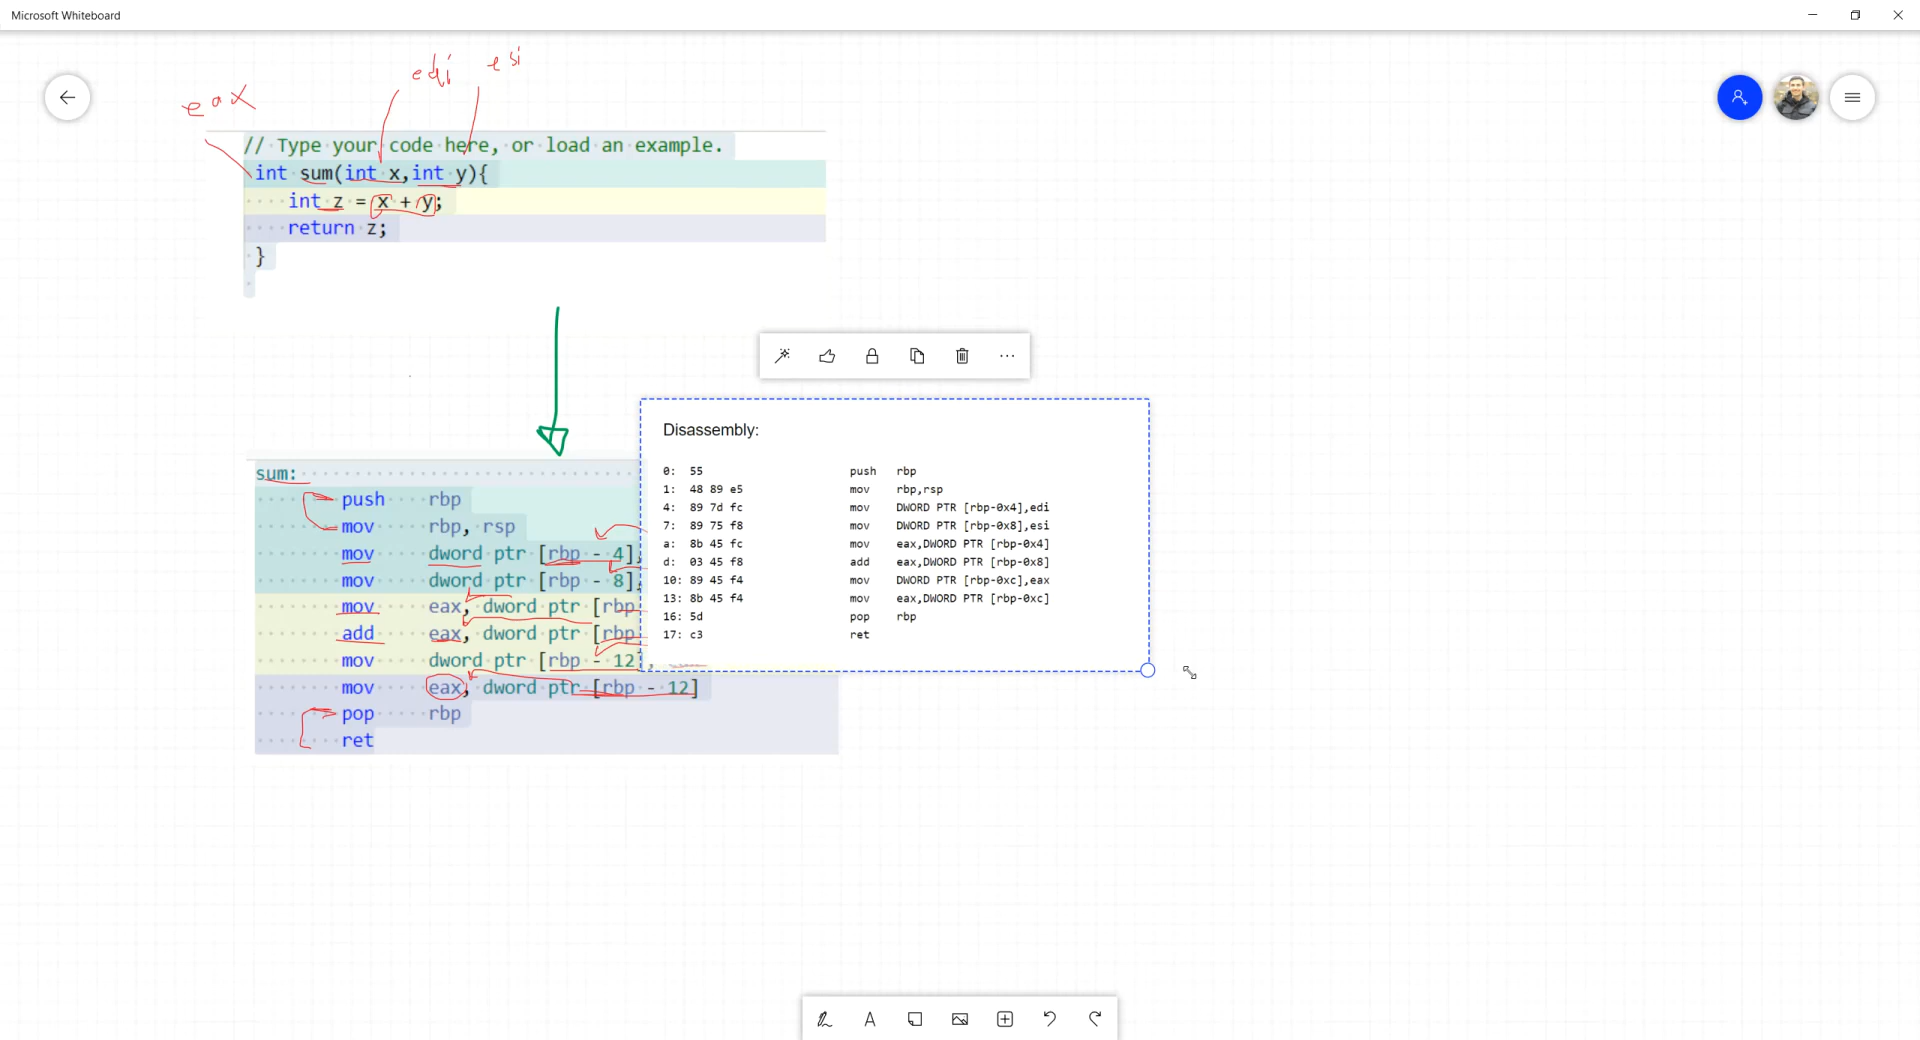 Microsoft Whiteboard
eax
edi
esi
// Type your code here, or load an example.
int sum(int x,int y){
int z = x + y;
return z;
}
sum:
push rbp
mov rbp, rsp
mov dword ptr [rbp - 4],
mov dword ptr [rbp - 8],
mov eax, dword ptr [rbp
add eax, dword ptr [rbp
mov dword ptr [rbp - 12],
mov eax, dword ptr [rbp - 12]
pop rbp
ret
Disassembly:
0: 55 push rbp
1: 48 89 e5 mov rbp,rsp
4: 89 7d fc mov DWORD PTR [rbp-0x4],edi
7: 89 75 f8 mov DWORD PTR [rbp-0x8],esi
a: 8b 45 fc mov eax,DWORD PTR [rbp-0x4]
d: 03 45 f8 add eax,DWORD PTR [rbp-0x8]
10: 89 45 f4 mov DWORD PTR [rbp-0xc],eax
13: 8b 45 f4 mov eax,DWORD PTR [rbp-0xc]
16: 5d pop rbp
17: c3 ret